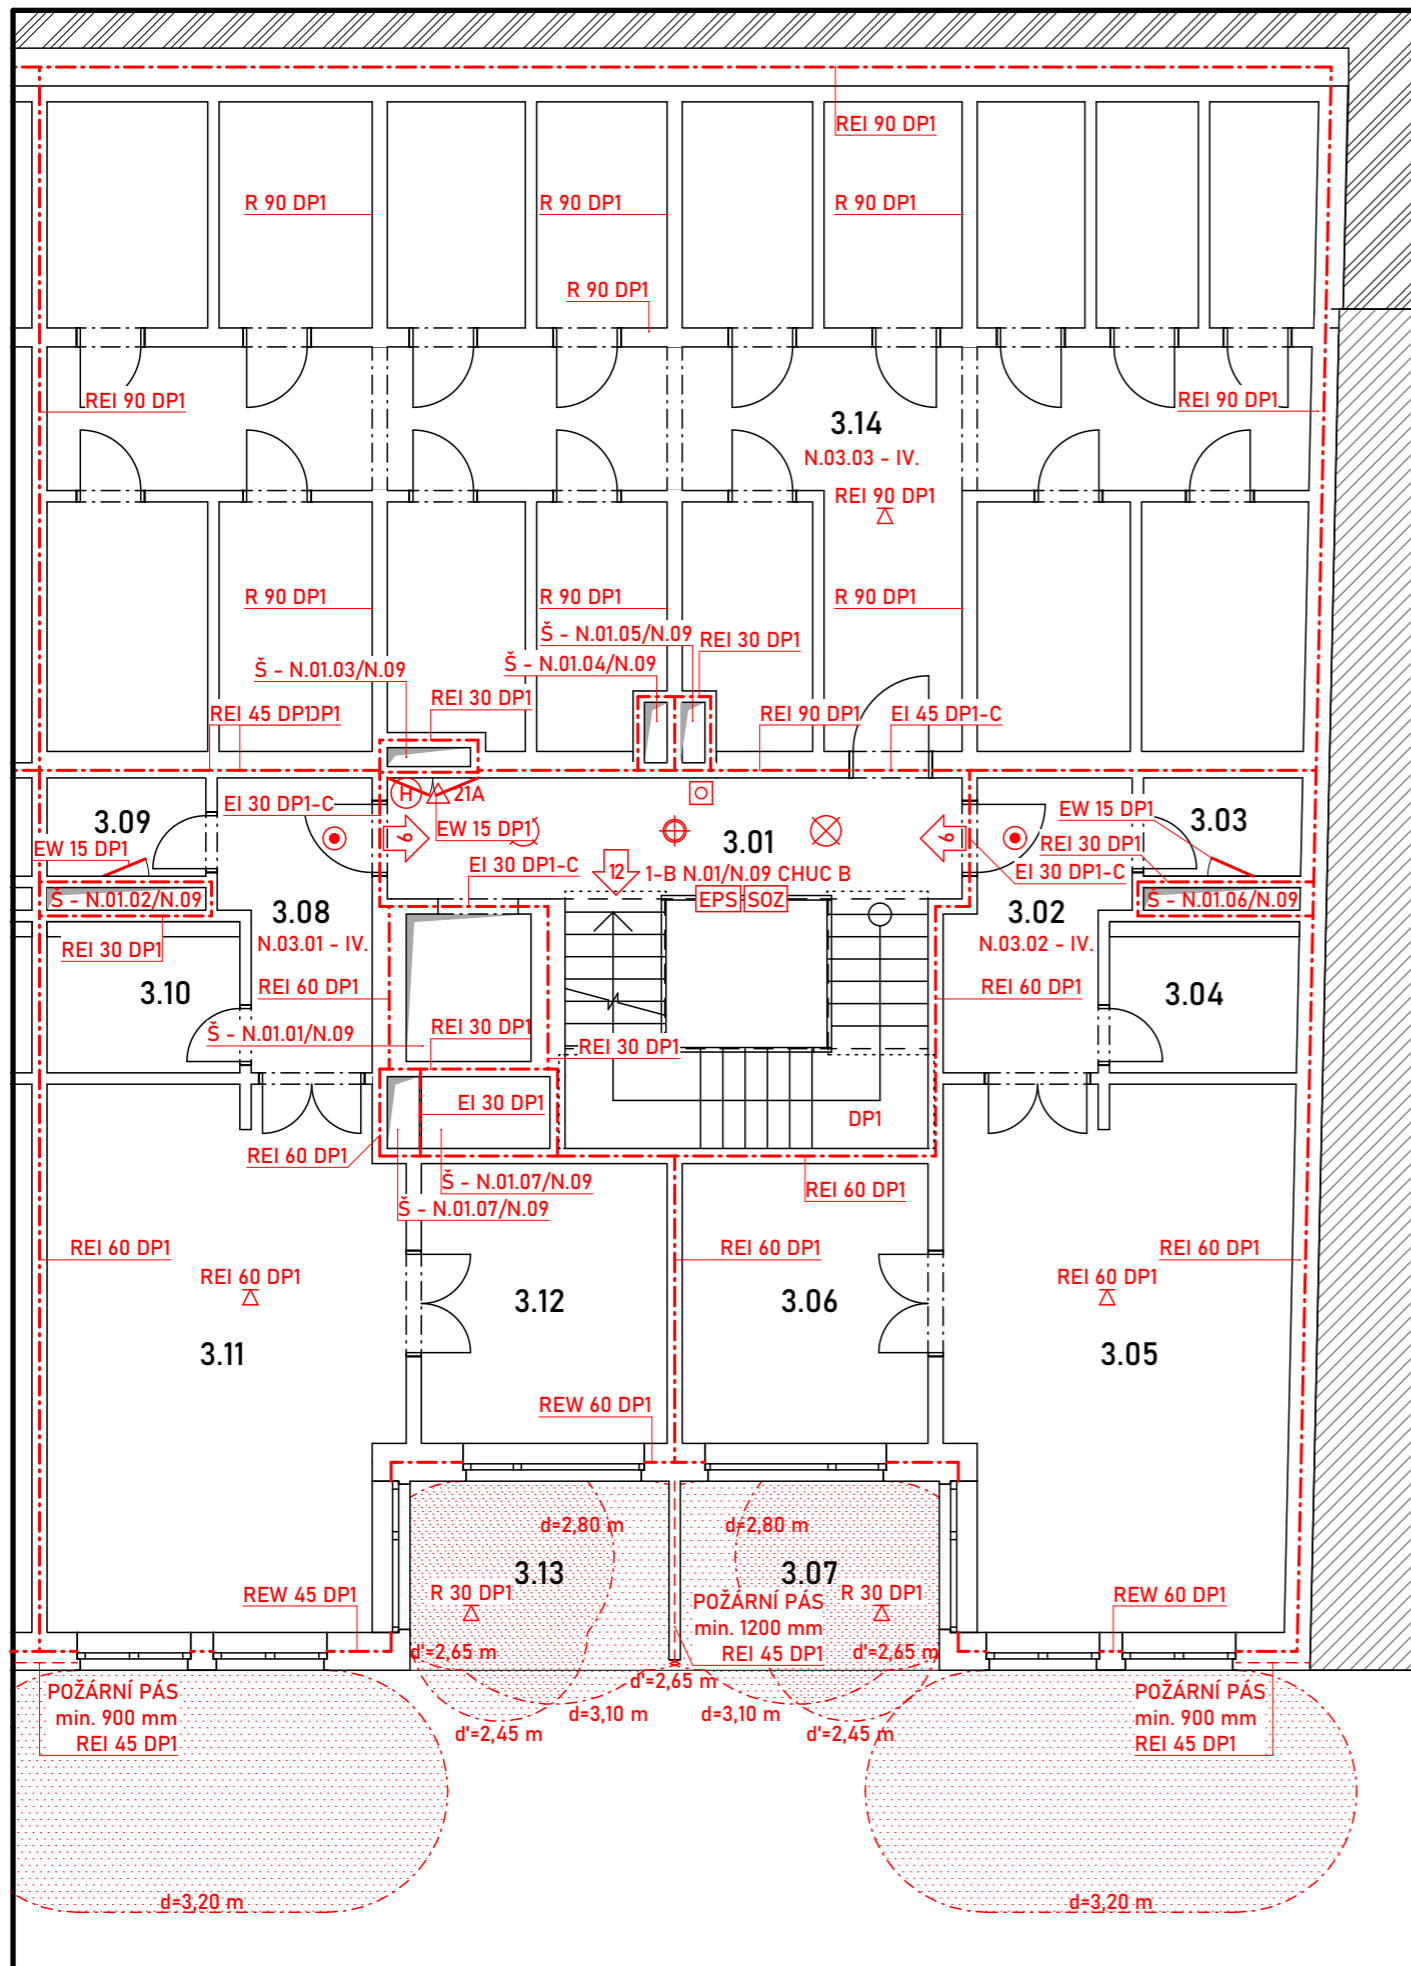 REI 90 DP1
R 90 DP1
R 90 DP1
R 90 DP1
R 90 DP1
REI 90 DP1
REI 90 DP1
3.14
N.03.03 - IV.
REI 90 DP1
R 90 DP1
R 90 DP1
R 90 DP1
Š - N.01.05/N.09
REI 30 DP1
Š - N.01.04/N.09
Š - N.01.03/N.09
REI 30 DP1
REI 45 DP1
DP1
REI 90 DP1
EI 45 DP1-C
EI 30 DP1-C
H
21A
3.09
EW 15 DP1
EW 15 DP1
6
3.01
6
EW 15 DP1
3.03
REI 30 DP1
EI 30 DP1-C
12
1-B N.01/N.09 CHUC B
EI 30 DP1-C
EPS
SOZ
Š - N.01.02/N.09
Š - N.01.06/N.09
3.08
N.03.01 - IV.
3.02
N.03.02 - IV.
REI 30 DP1
3.10
REI 60 DP1
REI 60 DP1
3.04
Š - N.01.01/N.09
REI 30 DP1
REI 30 DP1
EI 30 DP1
DP1
REI 60 DP1
Š - N.01.07/N.09
Š - N.01.07/N.09
REI 60 DP1
REI 60 DP1
REI 60 DP1
REI 60 DP1
REI 60 DP1
REI 60 DP1
3.12
3.06
3.11
3.05
REW 60 DP1
d=2,80 m
d=2,80 m
3.13
3.07
REW 45 DP1
R 30 DP1
POŽÁRNÍ PÁS
min. 1200 mm
REI 45 DP1
R 30 DP1
REW 60 DP1
d'=2,65 m
d'=2,65 m
d'=2,65 m
POŽÁRNÍ PÁS
min. 900 mm
REI 45 DP1
d'=2,45 m
d=3,10 m
d=3,10 m
d'=2,45 m
POŽÁRNÍ PÁS
min. 900 mm
REI 45 DP1
d=3,20 m
d=3,20 m